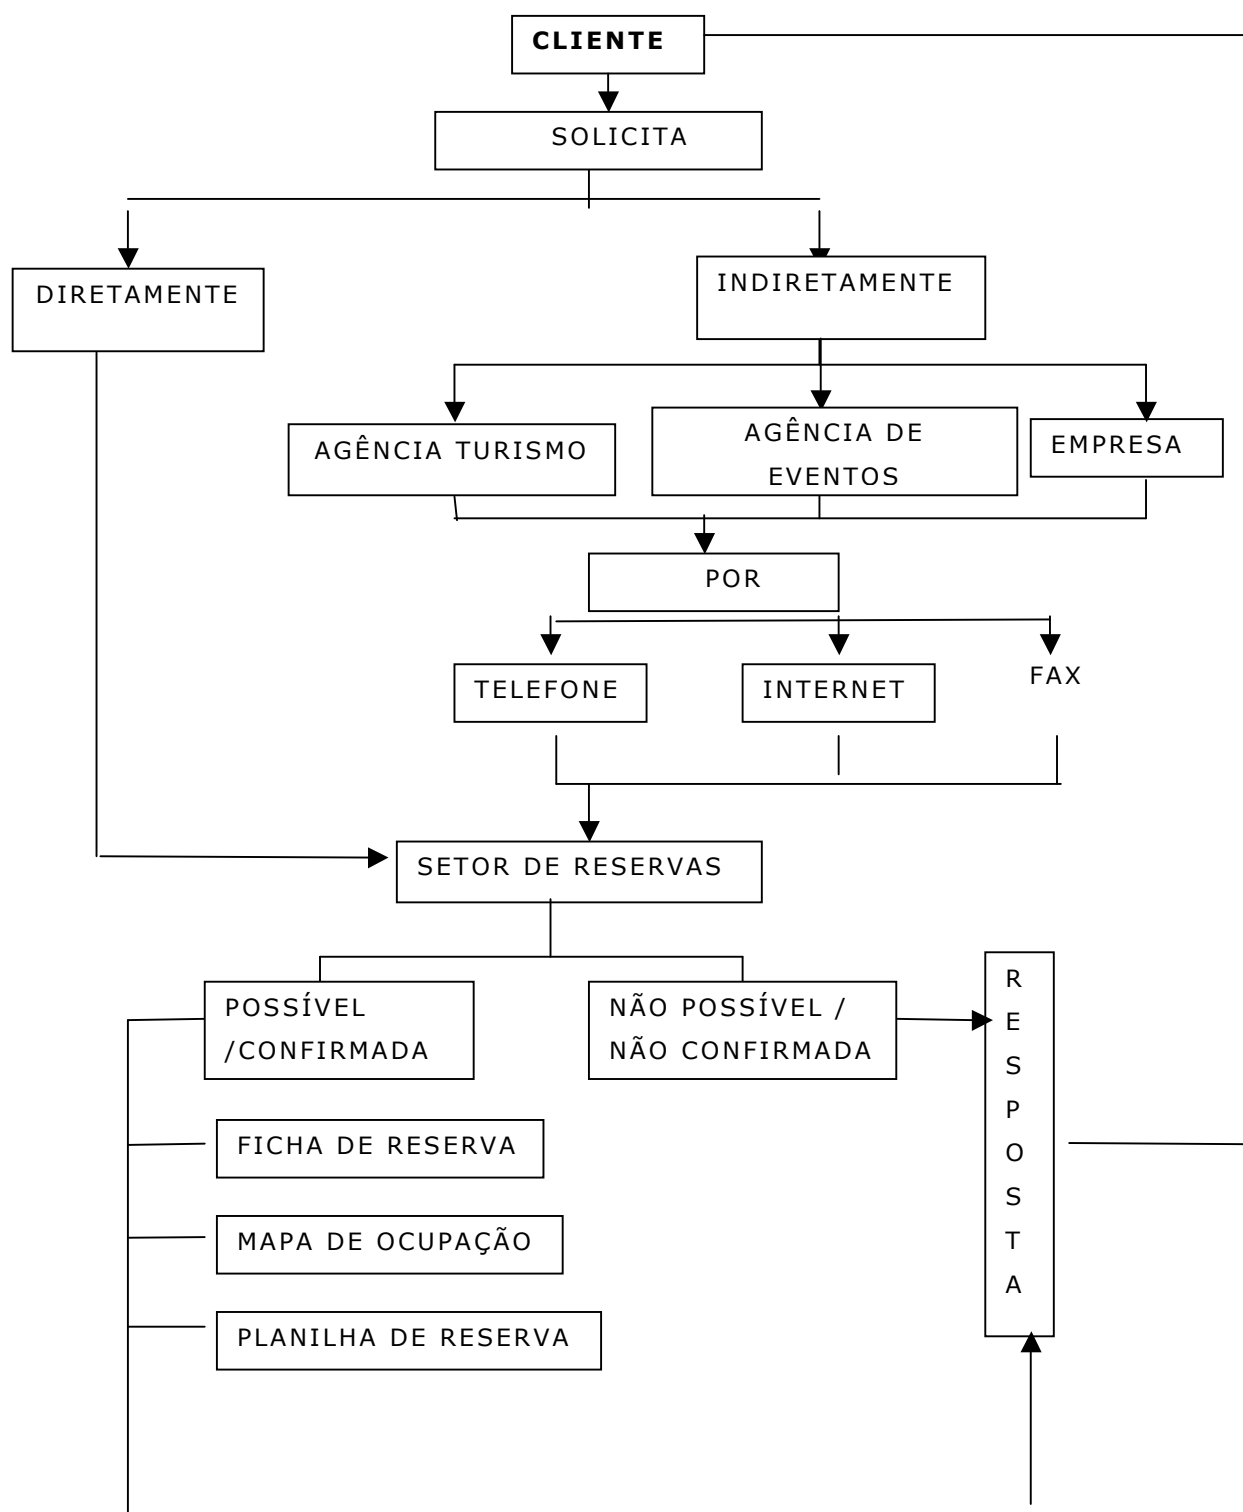 CLIENTE
SOLICITA
DIRETAMENTE
INDIRETAMENTE
AGÊNCIA TURISMO
AGÊNCIA DE
EVENTOS
EMPRESA
POR
TELEFONE
INTERNET
FAX
SETOR DE RESERVAS
POSSÍVEL
/CONFIRMADA
NÃO POSSÍVEL /
NÃO CONFIRMADA
R
E
S
P
O
S
T
A
FICHA DE RESERVA
MAPA DE OCUPAÇÃO
PLANILHA DE RESERVA